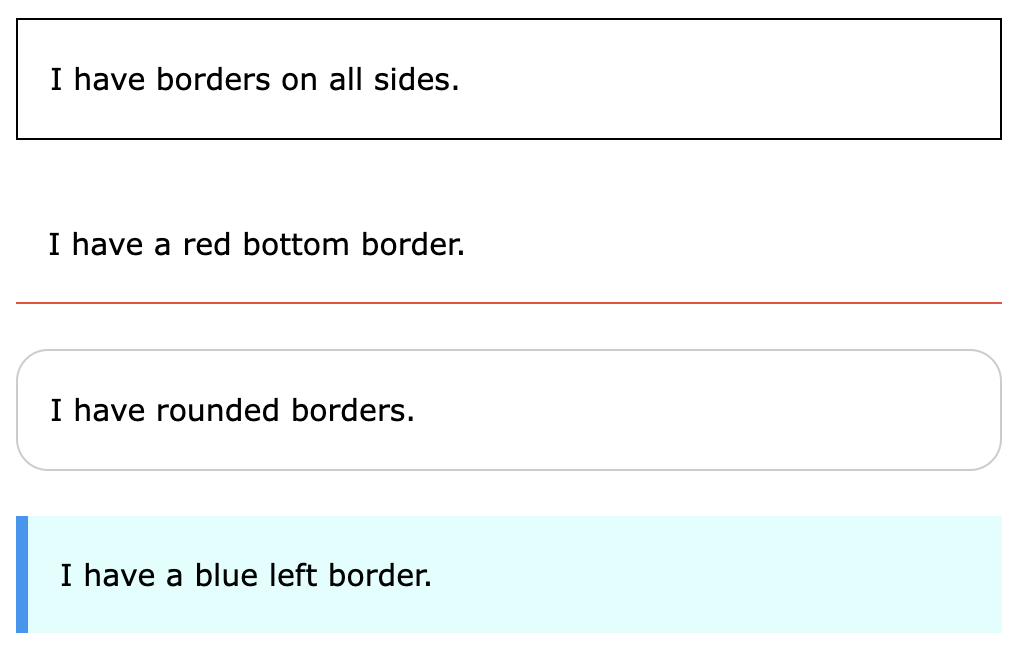 I have borders on all sides.
I have a red bottom border.
I have rounded borders.
I have a blue left border.